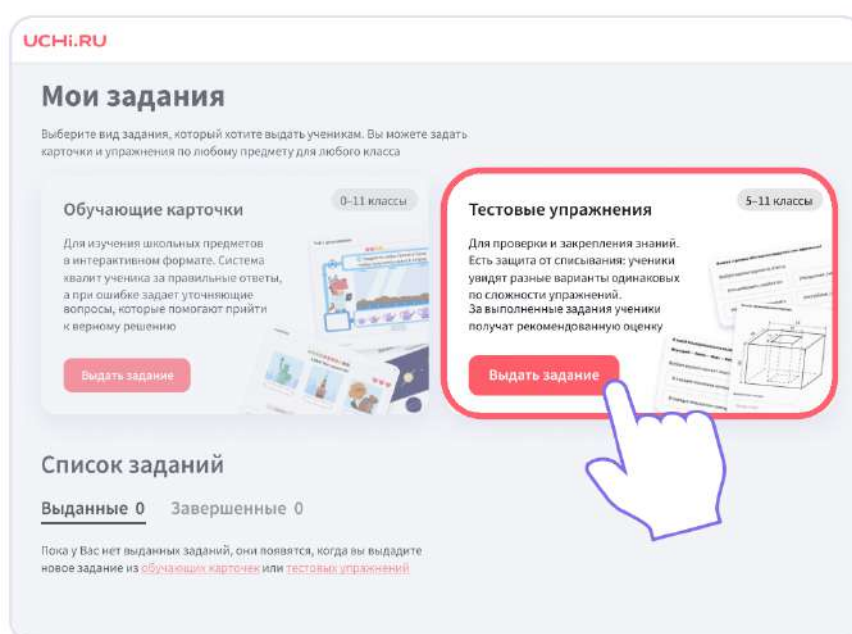 UCHi.RU
Мои задания
Выберите вид задания, который хотите выдать ученикам. Вы можете задать
карточки и упражнения по любому предмету для любого класса
Обучающие карточки
0–11 классы
Для изучения школьных предметов
в интерактивном формате. Система
хвалит ученика за правильные ответы,
а при ошибке задает уточняющие
вопросы, которые помогают прийти
к верному решению
Выдать задание
Тестовые упражнения
5–11 классы
Для проверки и закрепления знаний.
Есть защита от списывания: ученики
увидят разные варианты одинаковых
по сложности упражнений.
За выполненные задания ученики
получат рекомендованную оценку
Выдать задание
Список заданий
Выданные 0 Завершенные 0
Пока у Вас нет выданных заданий, они появятся, когда вы выдадите
новое задание из обучающих карточек или тестовых упражнений